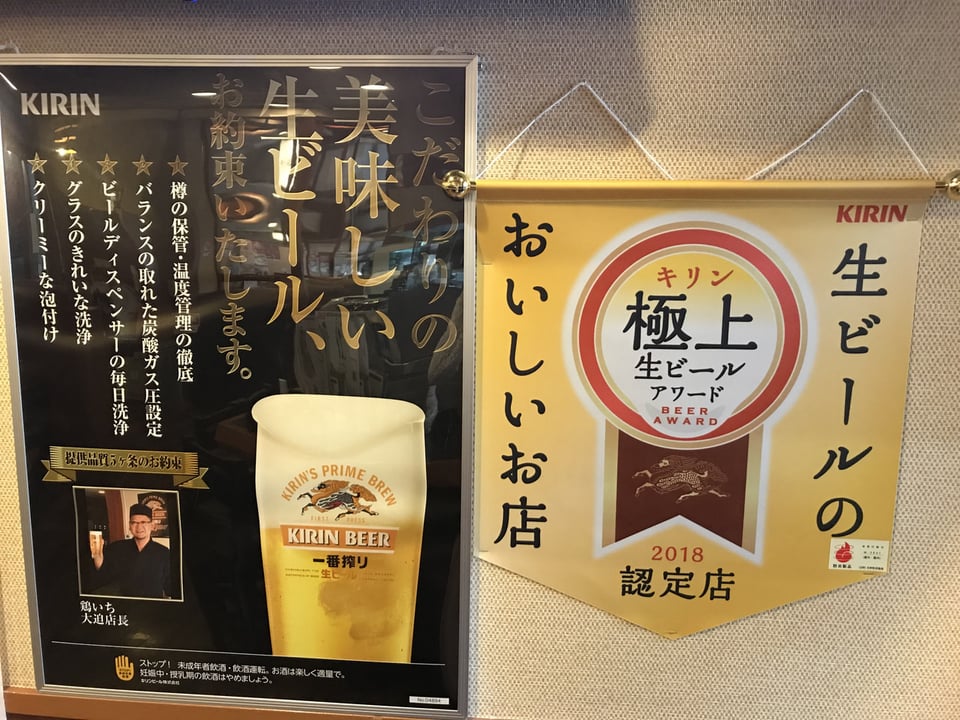 KIRIN
こだわりの
美味しい
生ビール、
お約束いたします。
★樽の保管・温度管理の徹底
★バランスの取れた炭酸ガス圧設定
★ビールディスペンサーの毎日洗浄
★グラスのきれいな洗浄
★クリーミーな泡付け
提供品質5ヶ条のお約束
鶴いち
大迫店長
KIRIN'S PRIME BREW
FIRST PRESS
KIRIN BEER
一番搾り
生ビール
ストップ! 未成年者飲酒・飲酒運転。お酒は楽しく適量で。
妊娠中・授乳期の飲酒はやめましょう。
キリンビール株式会社
KIRIN
生ビールの
おいしいお店
キリン
極上
生ビール
アワード
BEER
AWARD
2018
認定店
防炎製品